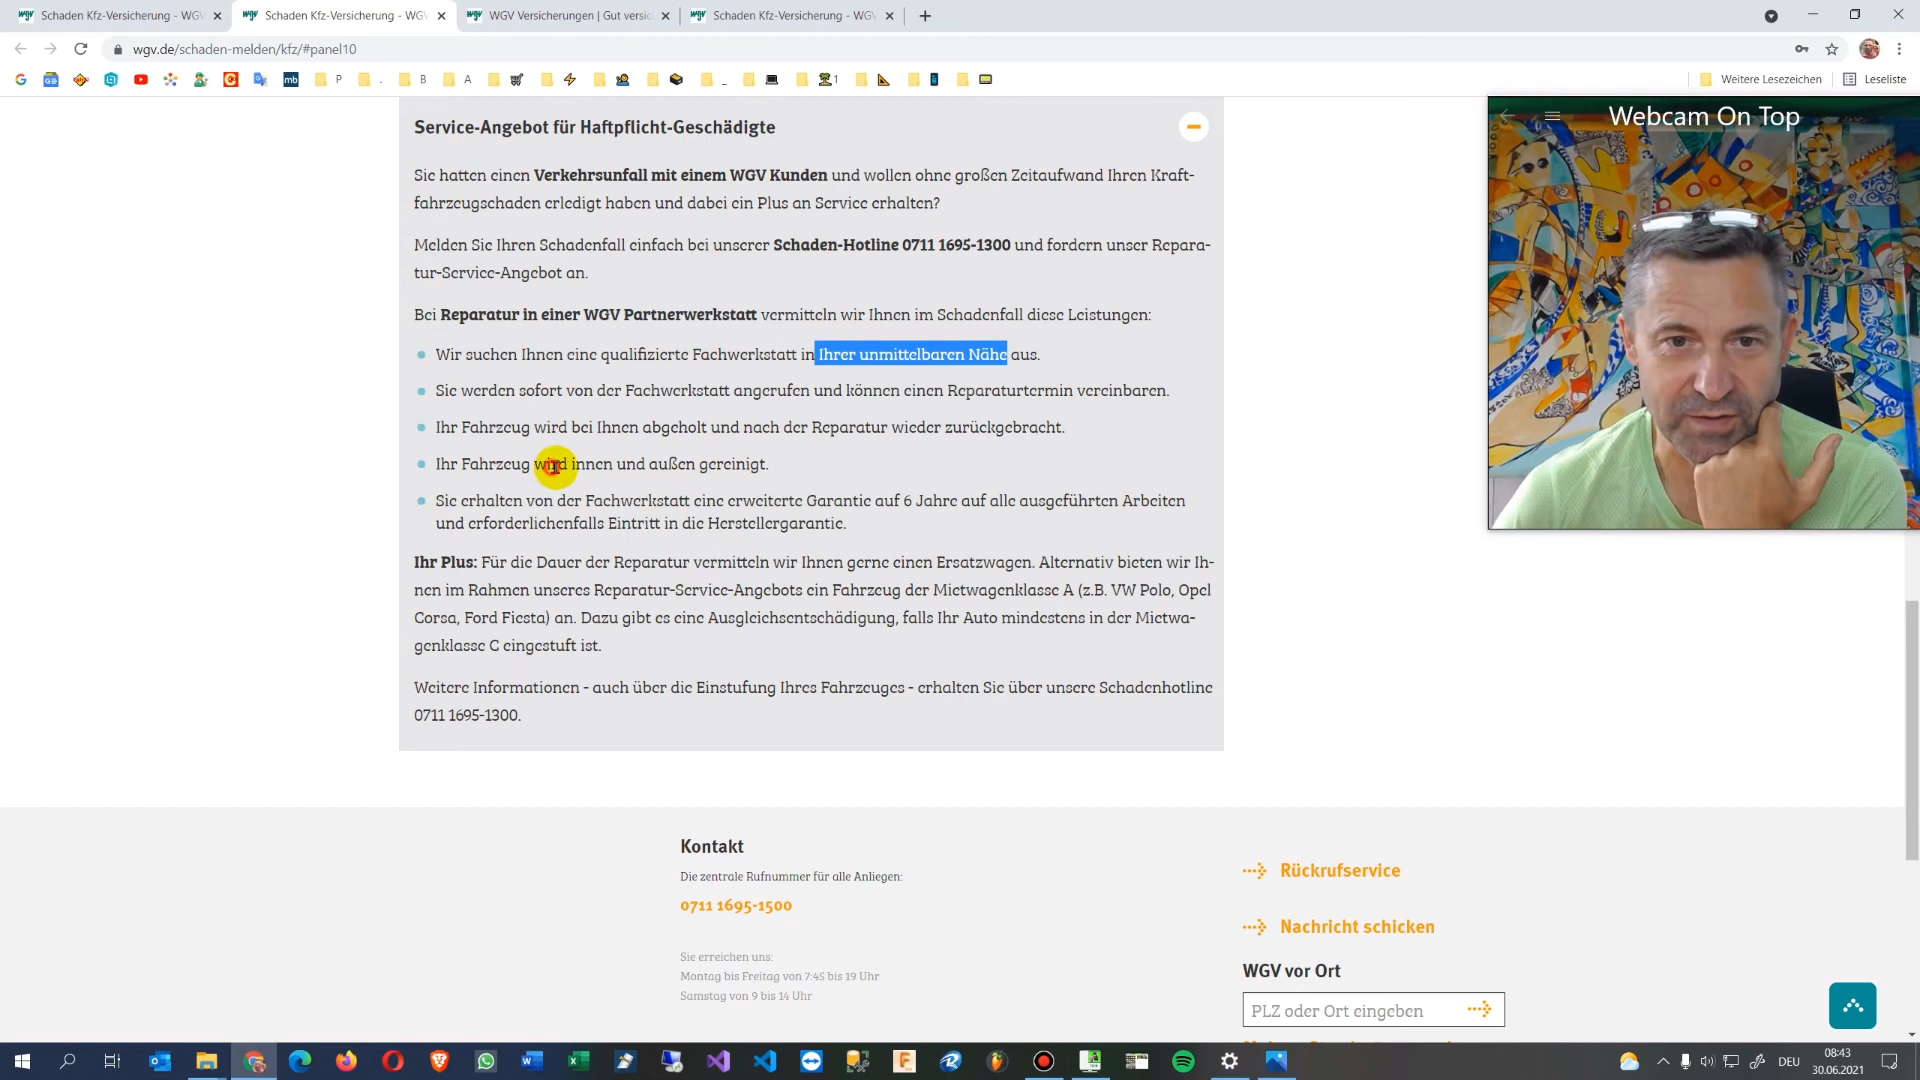 Schaden Kfz-Versicherung - WGV
Schaden Kfz-Versicherung - WGV
WGV Versicherungen | Gut versic
Schaden Kfz-Versicherung - WGV
wgv.de/schaden-melden/kfz/#panel10
P . B A _ 1 Weitere Lesezeichen Leseliste
Webcam On Top
Service-Angebot für Haftpflicht-Geschädigte
Sie hatten einen Verkehrsunfall mit einem WGV Kunden und wollen ohne großen Zeitaufwand Ihren Kraft-
fahrzeugschaden erledigt haben und dabei ein Plus an Service erhalten?
Melden Sie Ihren Schadenfall einfach bei unserer Schaden-Hotline 0711 1695-1300 und fordern unser Repara-
tur-Service-Angebot an.
Bei Reparatur in einer WGV Partnerwerkstatt vermitteln wir Ihnen im Schadenfall diese Leistungen:
Wir suchen Ihnen eine qualifizierte Fachwerkstatt in Ihrer unmittelbaren Nähe aus.
Sie werden sofort von der Fachwerkstatt angerufen und können einen Reparaturtermin vereinbaren.
Ihr Fahrzeug wird bei Ihnen abgeholt und nach der Reparatur wieder zurückgebracht.
Ihr Fahrzeug wird innen und außen gereinigt.
Sie erhalten von der Fachwerkstatt eine erweiterte Garantie auf 6 Jahre auf alle ausgeführten Arbeiten
und erforderlichenfalls Eintritt in die Herstellergarantie.
Ihr Plus: Für die Dauer der Reparatur vermitteln wir Ihnen gerne einen Ersatzwagen. Alternativ bieten wir Ih-
nen im Rahmen unseres Reparatur-Service-Angebots ein Fahrzeug der Mietwagenklasse A (z.B. VW Polo, Opel
Corsa, Ford Fiesta) an. Dazu gibt es eine Ausgleichsentschädigung, falls Ihr Auto mindestens in der Mietwa-
genklasse C eingestuft ist.
Weitere Informationen - auch über die Einstufung Ihres Fahrzeuges - erhalten Sie über unsere Schadenhotline
0711 1695-1300.
Kontakt
Die zentrale Rufnummer für alle Anliegen:
0711 1695-1500
Sie erreichen uns:
Montag bis Freitag von 7:45 bis 19 Uhr
Samstag von 9 bis 14 Uhr
Rückrufservice
Nachricht schicken
WGV vor Ort
PLZ oder Ort eingeben
DEU
08:43
30.06.2021